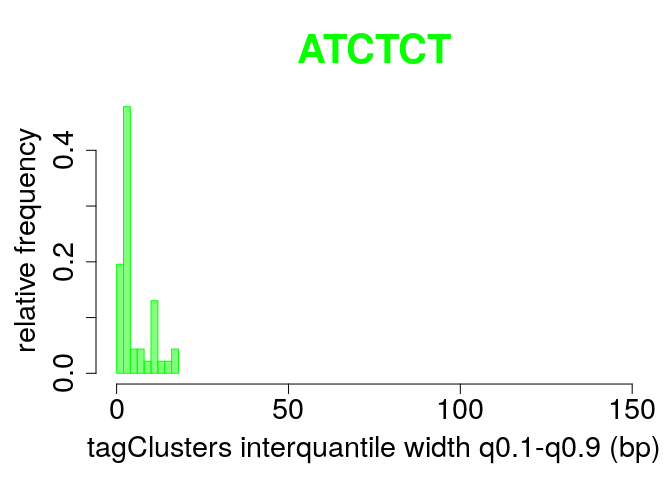 ATCTCT
relative frequency
0.4
0.2
0.0
0 50 100 150
tagClusters interquantile width q0.1-q0.9 (bp)